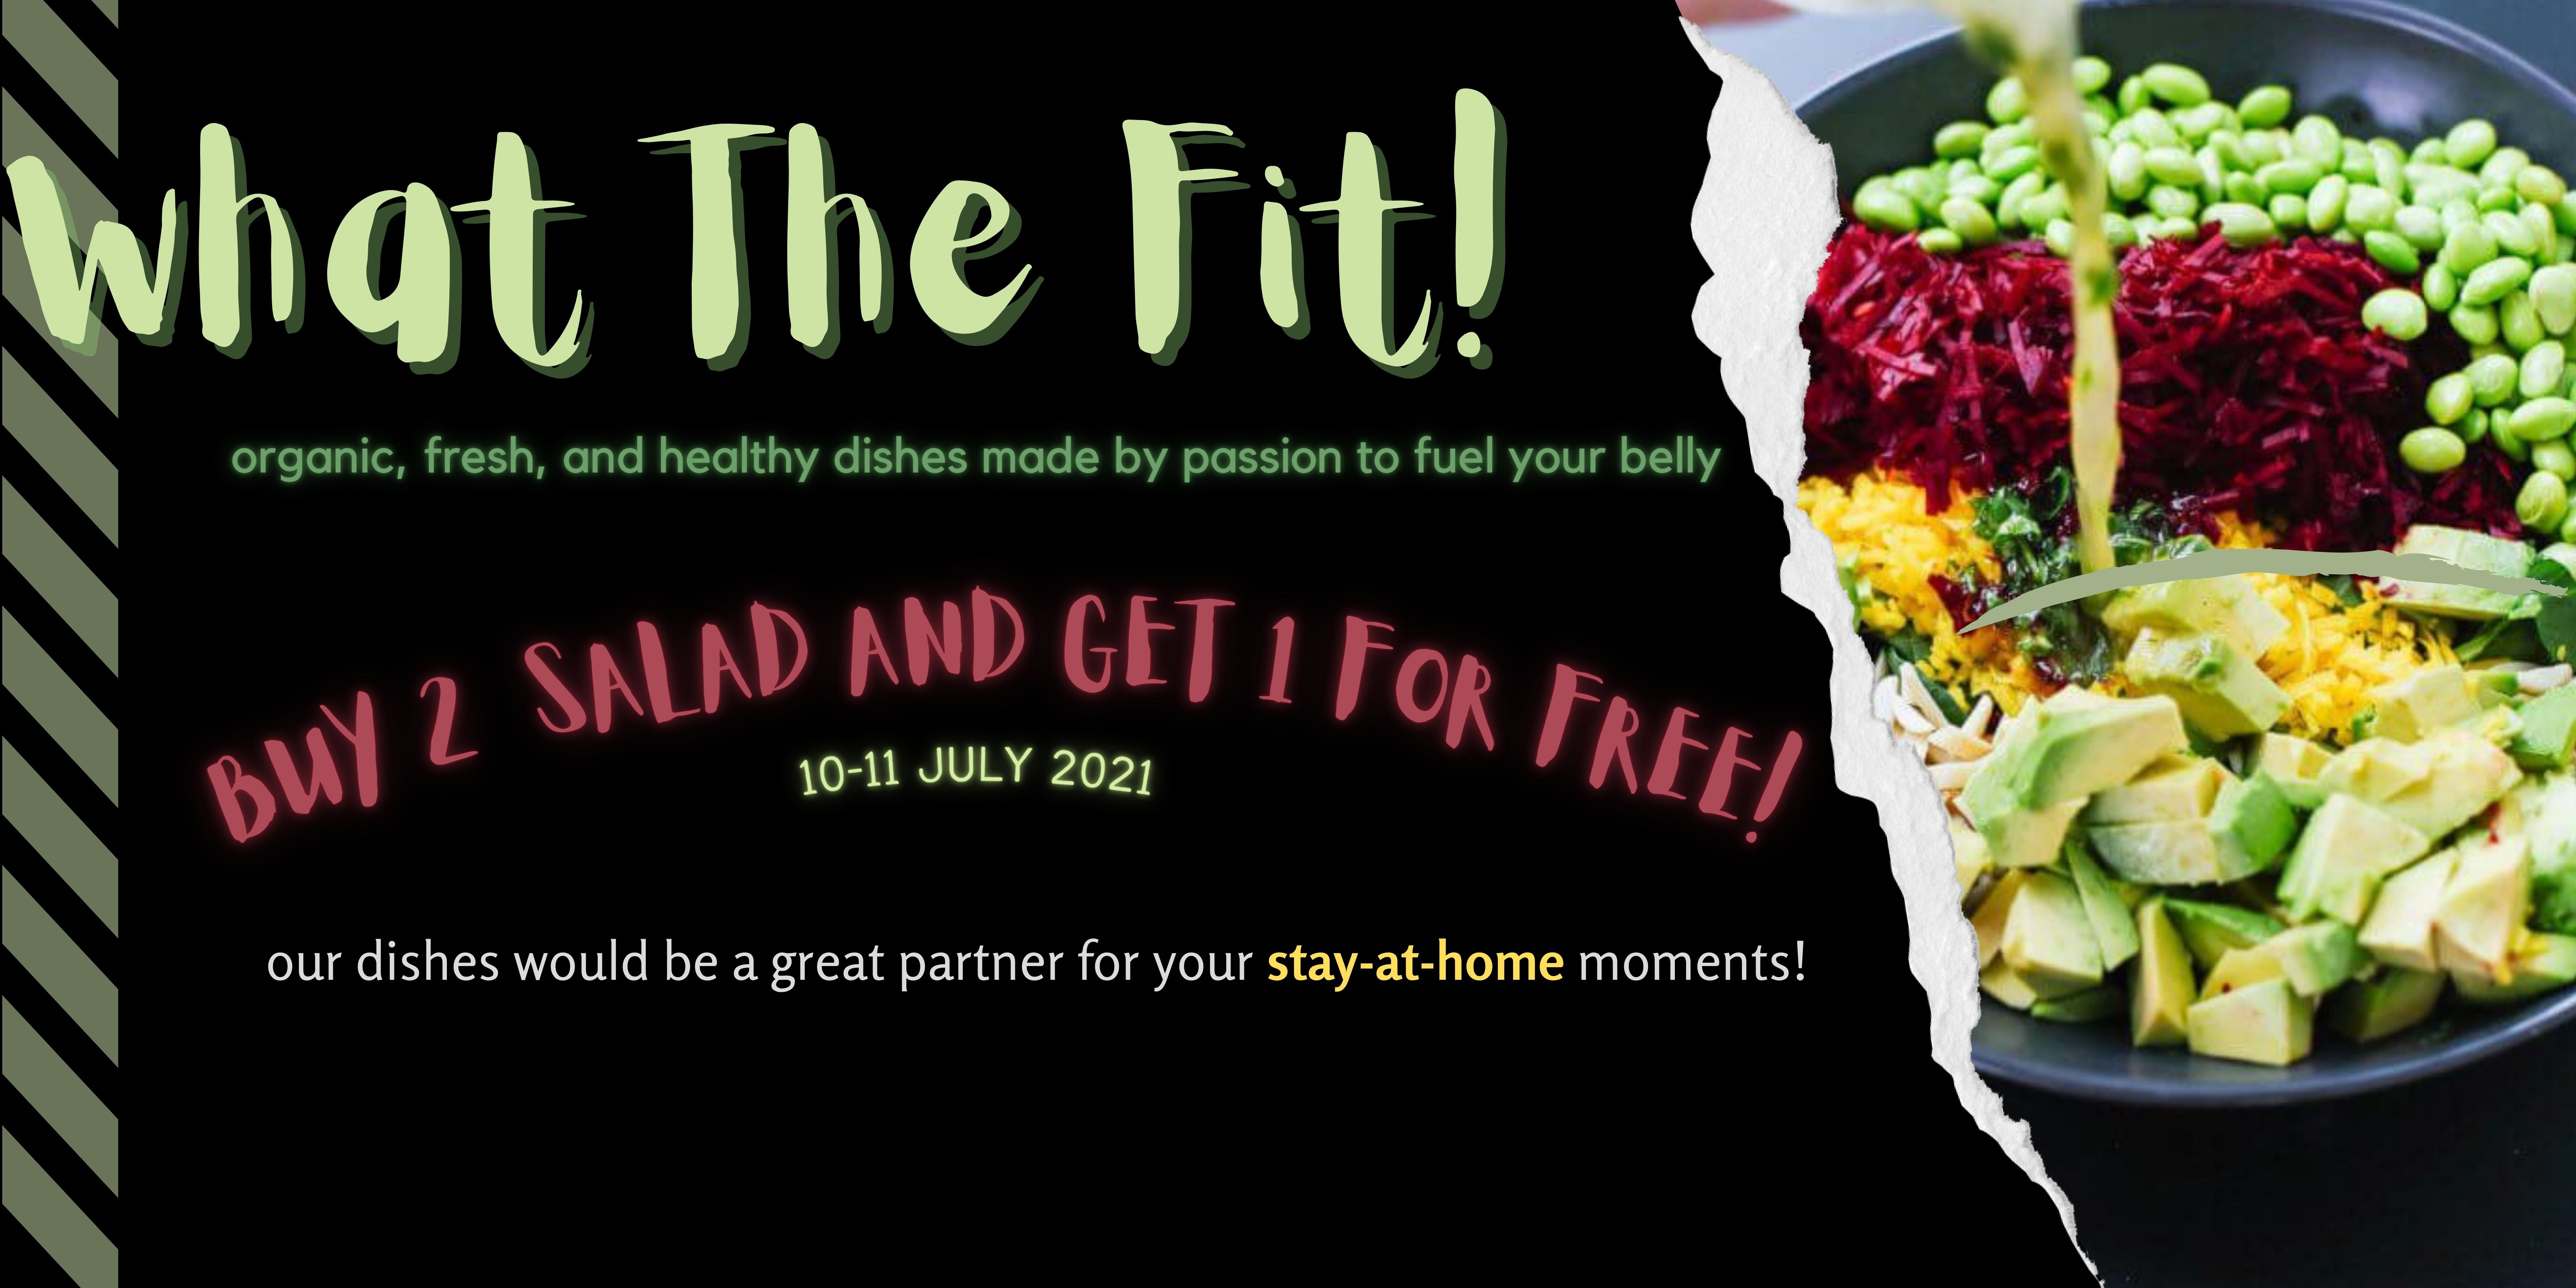 What The Fit!
organic, fresh, and healthy dishes made by passion to fuel your belly
BUY 2 SALAD AND GET 1 FOR FREE!
10-11 JULY 2021
our dishes would be a great partner for your stay-at-home moments!